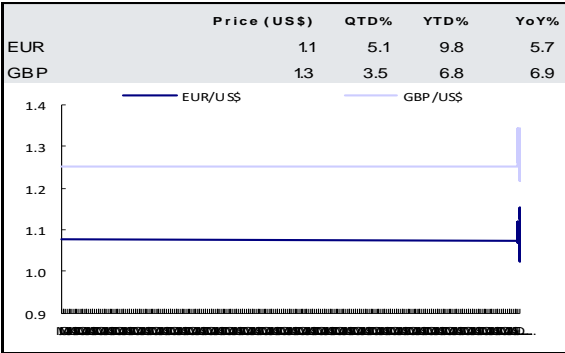 Price (US$) QTD% YTD% YoY%
EUR 1.1 5.1 9.8 5.7
GBP 1.3 3.5 6.8 6.9
EUR/US$ GBP/US$
1.4
1.3
1.2
1.1
1.0
0.9